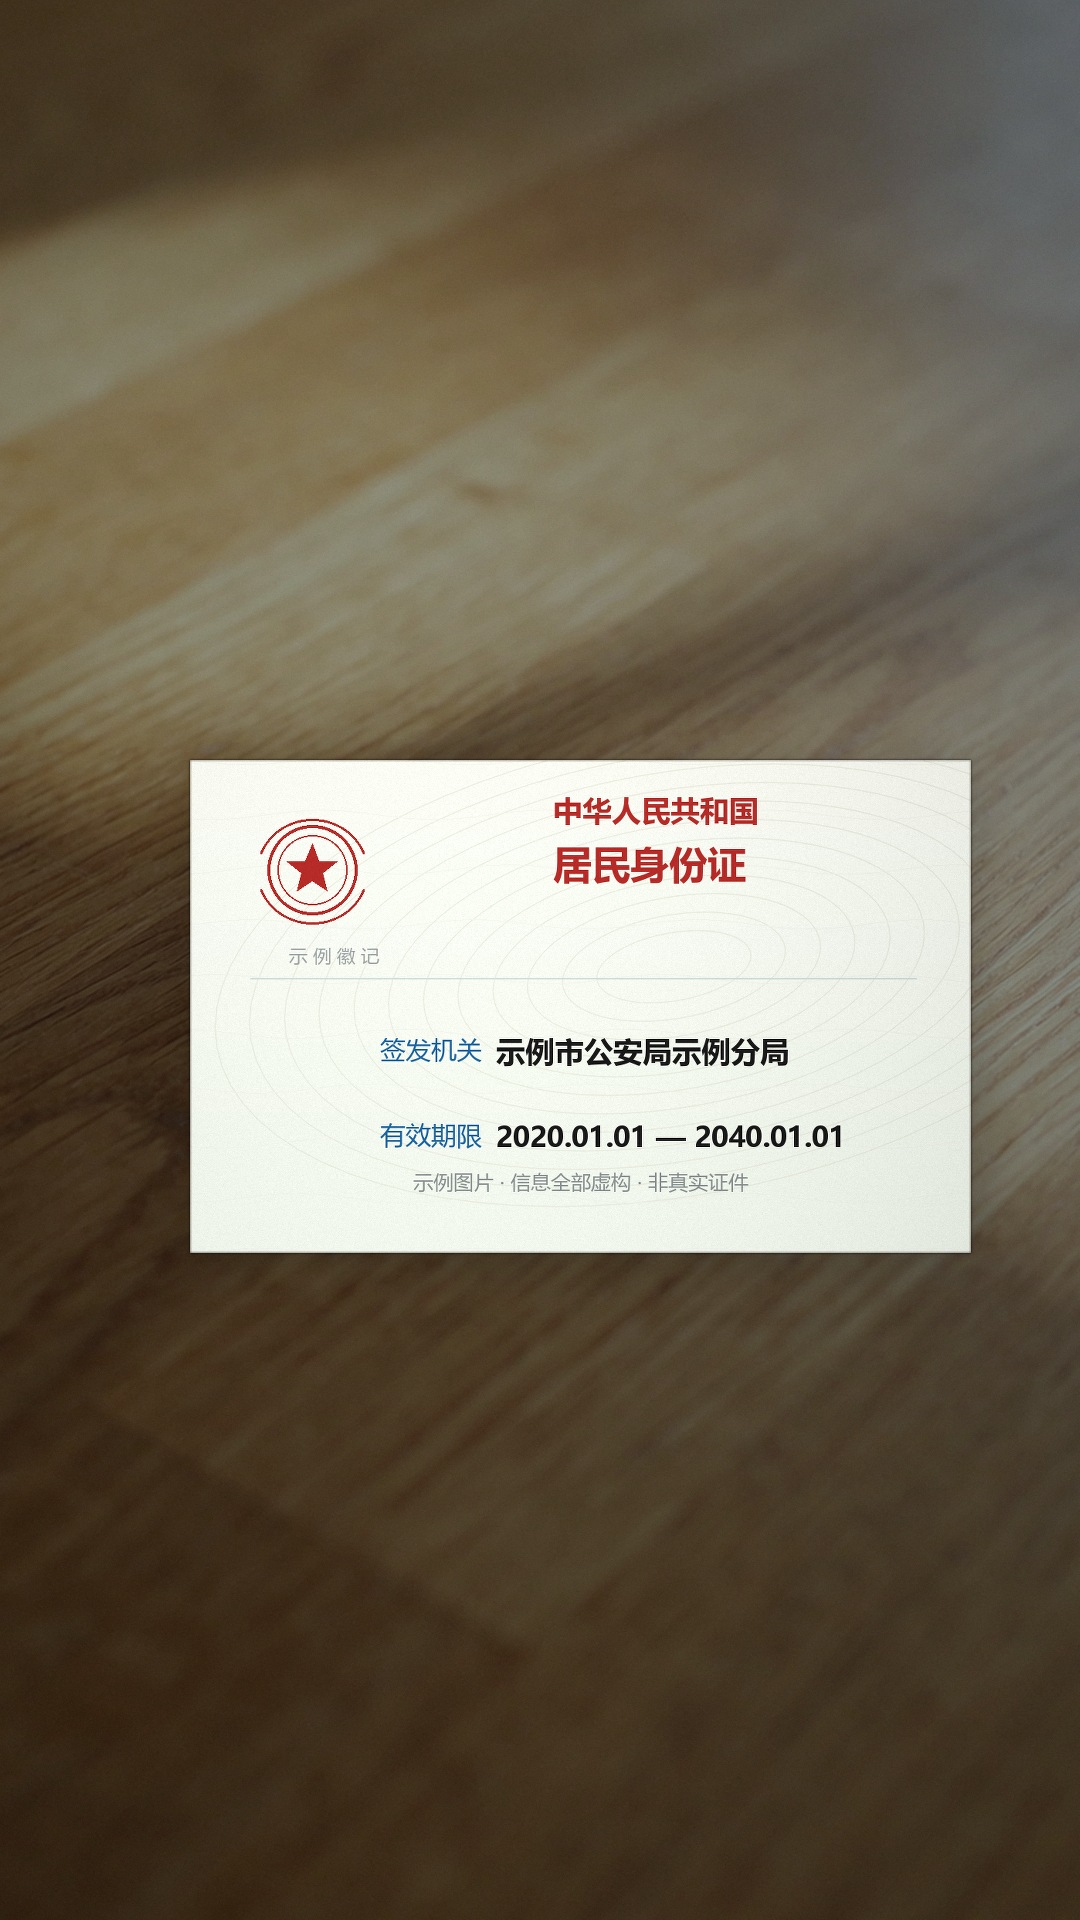 中华人民共和国
居民身份证
示例徽记
签发机关 示例市公安局示例分局
有效期限 2020.01.01 — 2040.01.01
示例图片 · 信息全部虚构 · 非真实证件